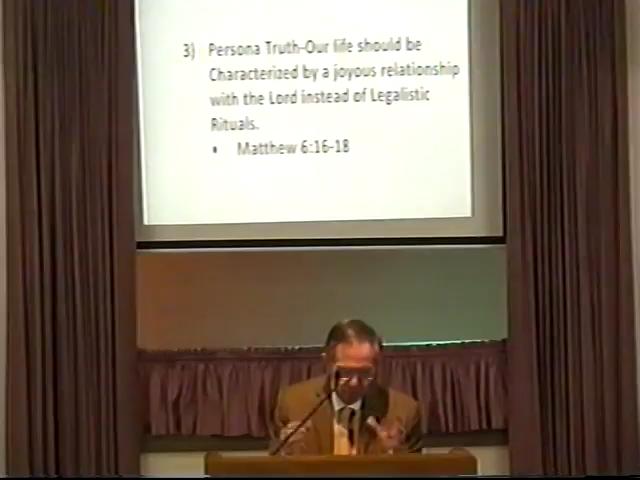 3) Persona Truth-Our life should be
Characterized by a joyous relationship
with the Lord instead of Legalistic
Rituals.
• Matthew 6:16-18